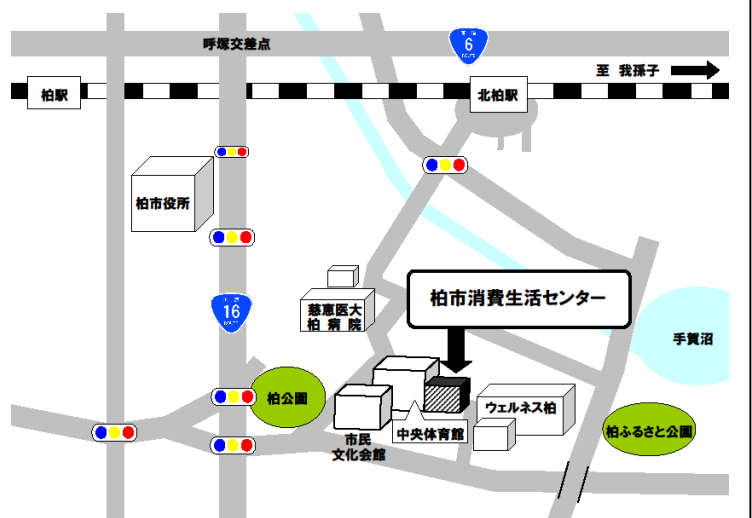 呼塚交差点
6
至 我孫子
柏駅
北柏駅
柏市役所
柏市消費生活センター
16
慈恵医大
柏 病 院
手賀沼
柏公園
ウェルネス柏
市民
文化会館
中央体育館
柏ふるさと公園